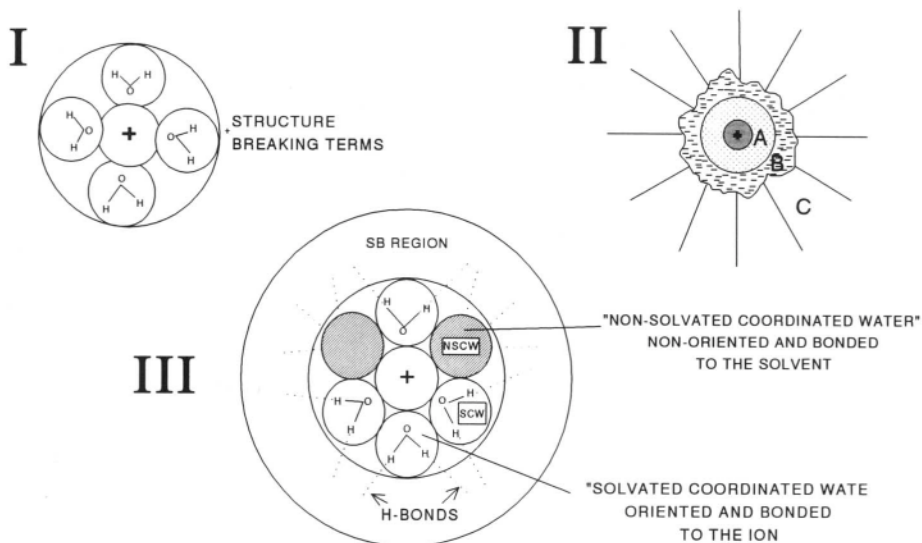 I
H H
O
H
O
H
+
O
H
H
O
H H
+ STRUCTURE
BREAKING TERMS
II
+
A
B
C
III
SB REGION
H H
O
NSCW
+
H O
H
O H
SCW
H
O
H H
H-BONDS
"NON-SOLVATED COORDINATED WATER"
NON-ORIENTED AND BONDED
TO THE SOLVENT
"SOLVATED COORDINATED WATE
ORIENTED AND BONDED
TO THE ION